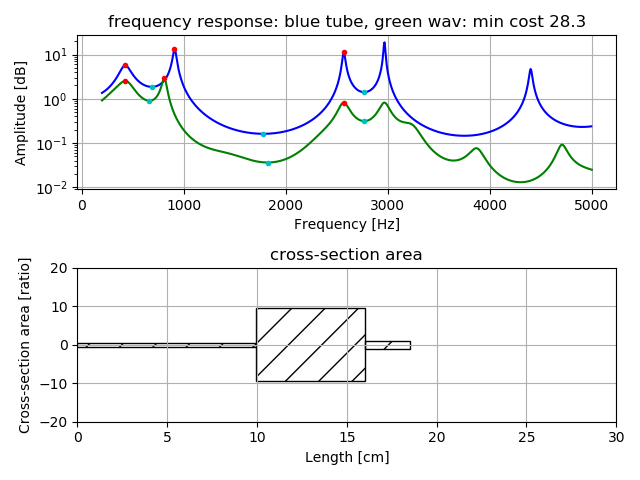 frequency response: blue tube, green wav: min cost 28.3
Amplitude [dB]
10¹
10⁰
10⁻¹
10⁻²
0 1000 2000 3000 4000 5000
Frequency [Hz]
cross-section area
Cross-section area [ratio]
20
10
0
−10
−20
0 5 10 15 20 25 30
Length [cm]